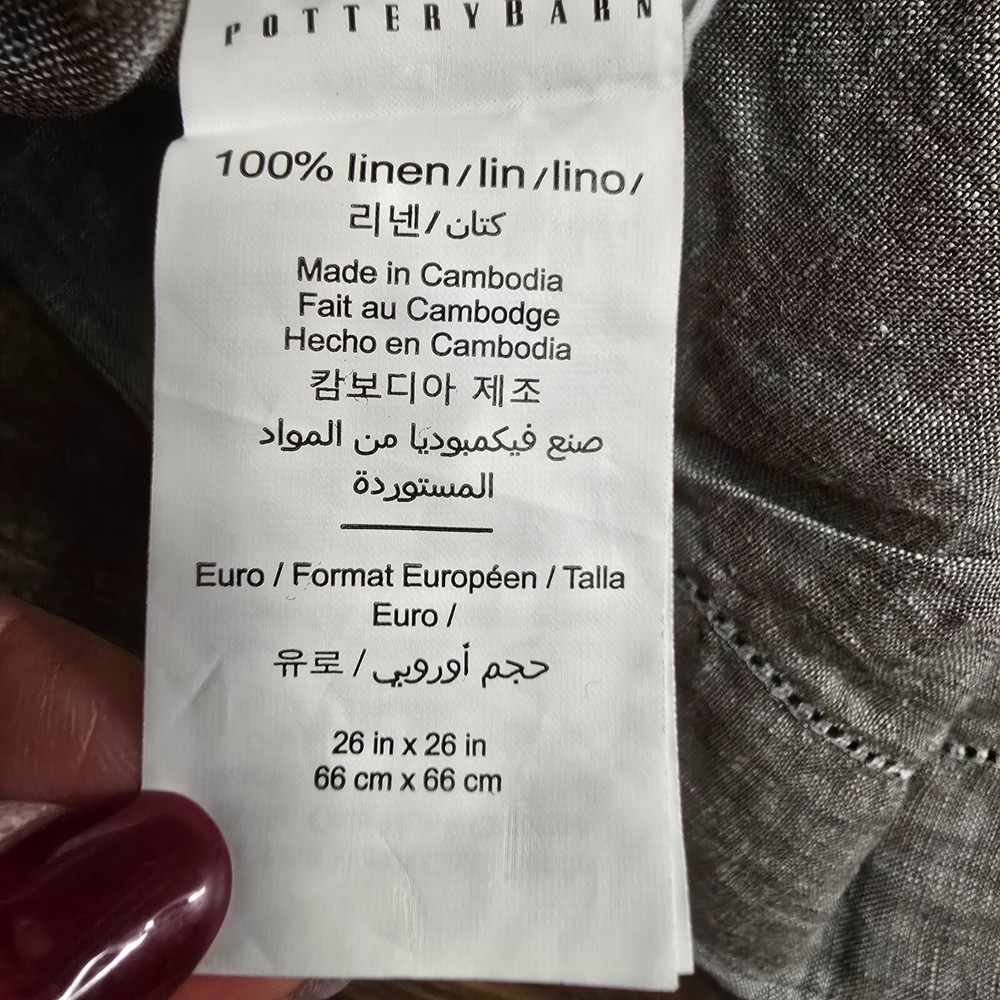 POTTERYBARN
100% linen/lin/lino/
리넨/كتان
Made in Cambodia
Fait au Cambodge
Hecho en Cambodia
캄보디아 제조
صنع فيكمبوديا من المواد
المستوردة
Euro / Format Européen / Talla
Euro /
유로 / حجم أوروبي
26 in x 26 in
66 cm x 66 cm